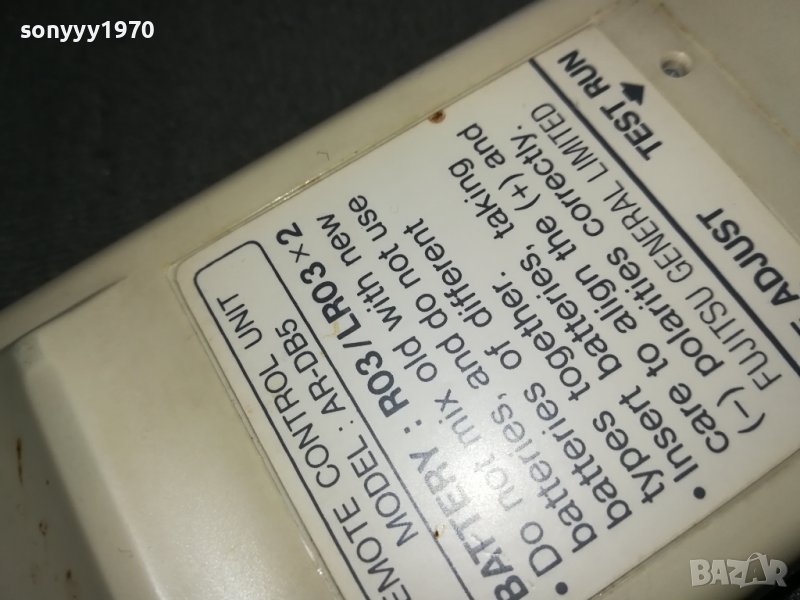 sonyyy1970
REMOTE CONTROL UNIT
MODEL : AR-DB5
BATTERY : R03/LR03 × 2
• Do not mix old with new
batteries, and do not use
batteries of different
types together.
• Insert batteries, taking
care to align the (+) and
(−) polarities correctly.
FUJITSU GENERAL LIMITED
TEST RUN
ADJUST
BAZAR